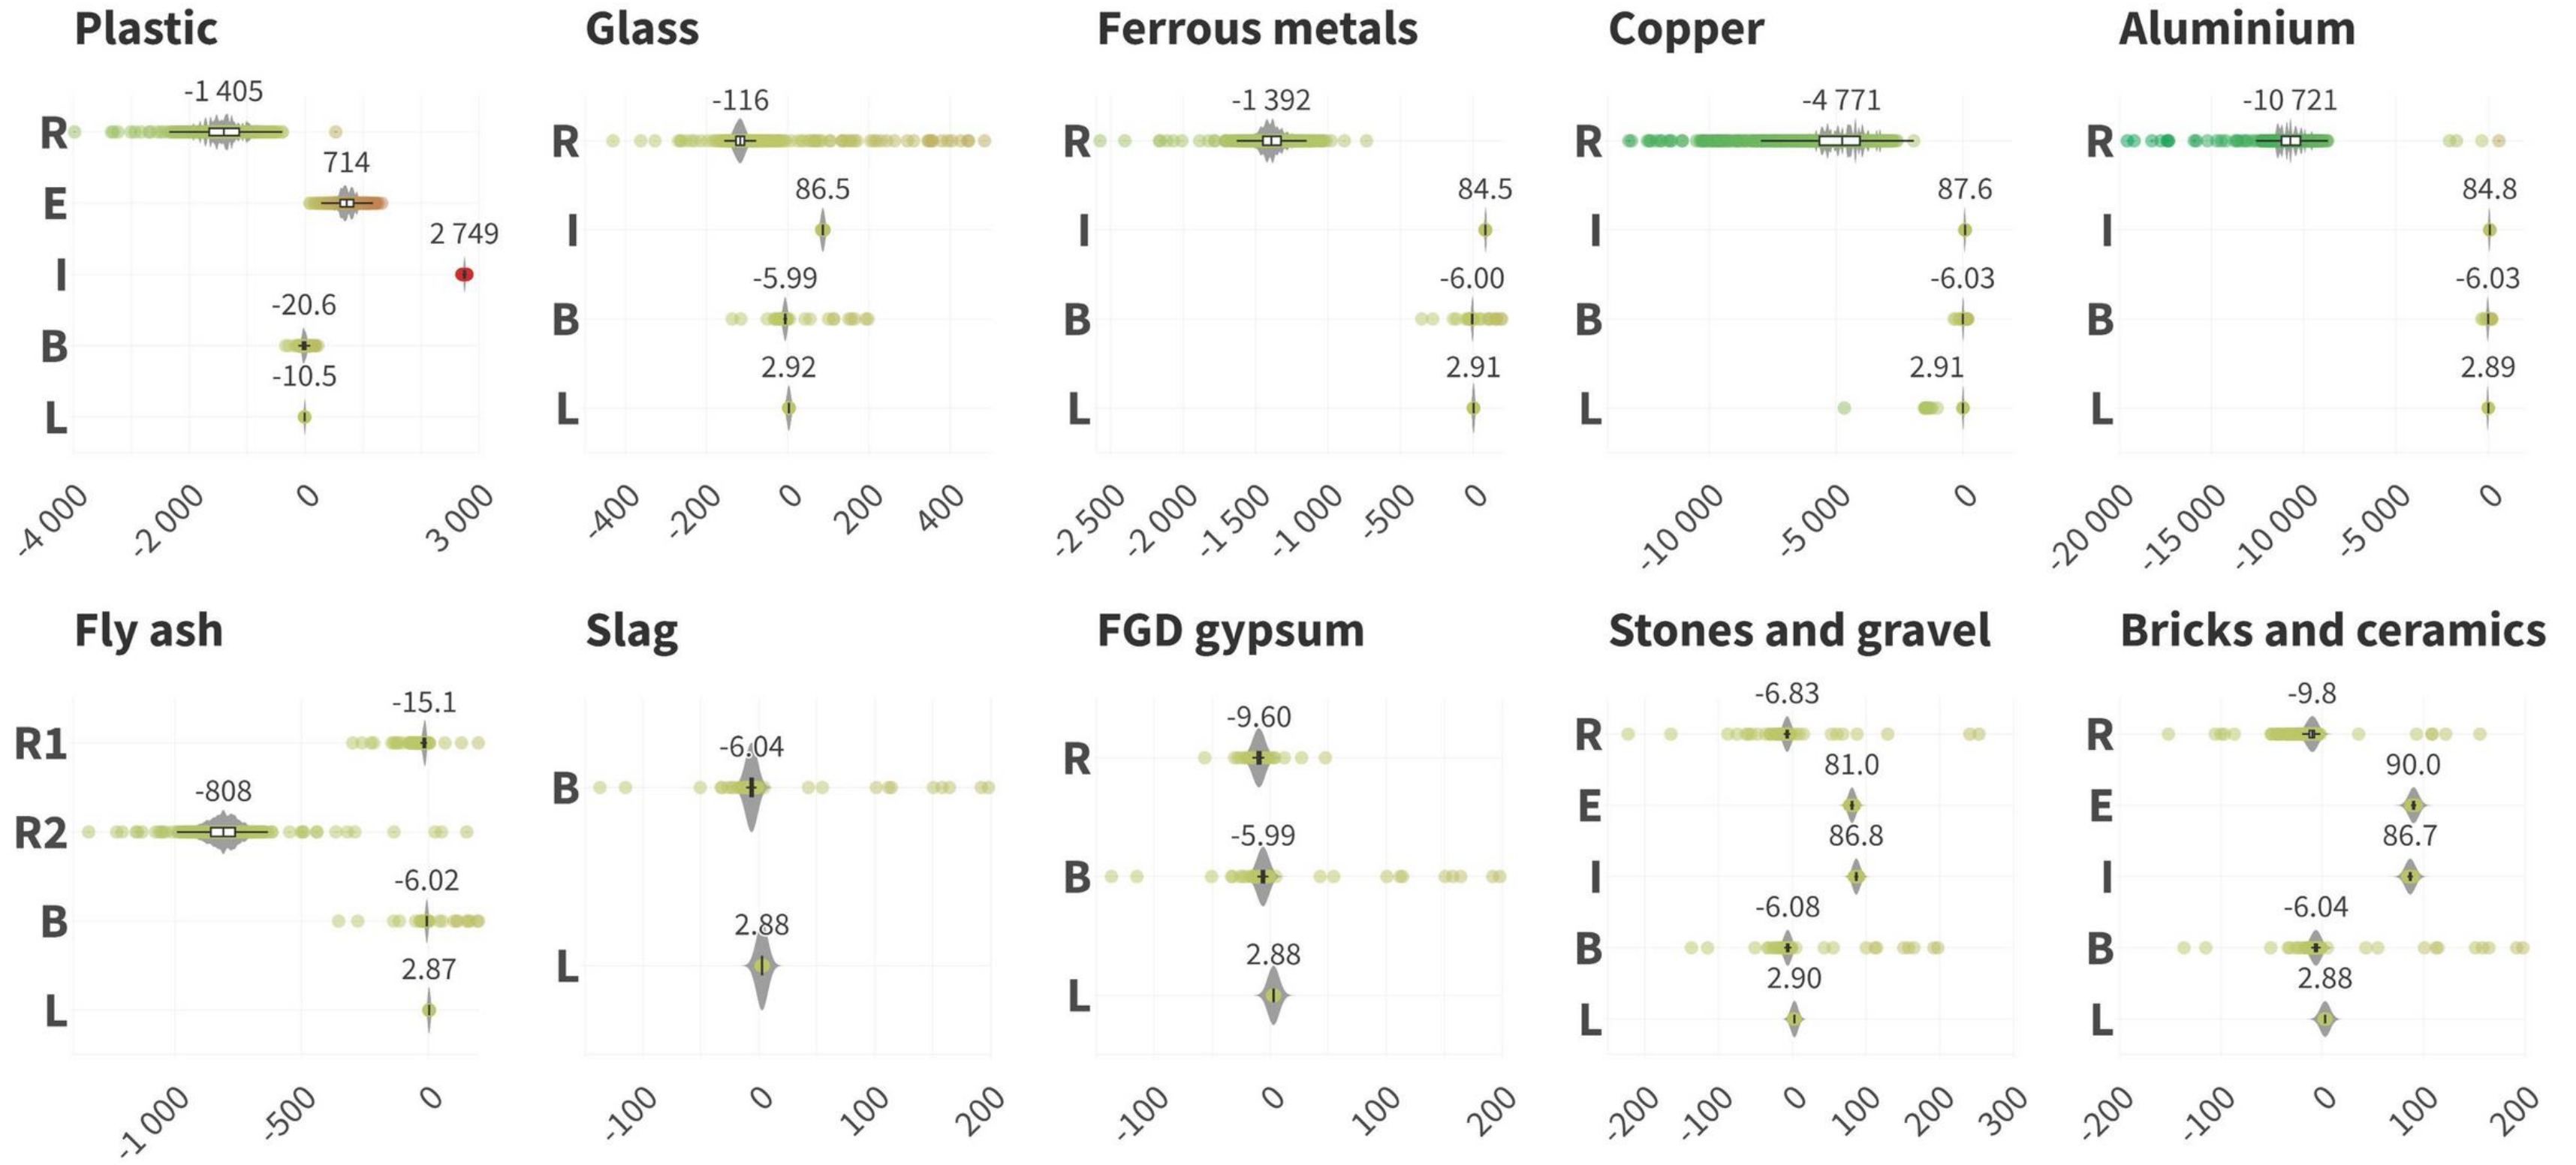 Plastic
-1 405
R
714
E
2 749
I
-20.6
B
-10.5
L
-4 000
-2 000
0
3 000
Glass
-116
R
86.5
I
-5.99
B
2.92
L
-400
-200
0
200
400
Ferrous metals
-1 392
R
84.5
I
-6.00
B
2.91
L
-2 500
-2 000
-1 500
-1 000
-500
0
Copper
-4 771
R
87.6
I
-6.03
B
2.91
L
-10 000
-5 000
0
Aluminium
-10 721
R
84.8
I
-6.03
B
2.89
L
-20 000
-15 000
-10 000
-5 000
0
Fly ash
-15.1
R1
-808
R2
-6.02
B
2.87
L
-1 000
-500
0
Slag
-6.04
B
2.88
L
-100
0
100
200
FGD gypsum
-9.60
R
-5.99
B
2.88
L
-100
0
100
200
Stones and gravel
-6.83
R
81.0
E
86.8
I
-6.08
B
2.90
L
-200
-100
0
100
200
300
Bricks and ceramics
-9.8
R
90.0
E
86.7
I
-6.04
B
2.88
L
-200
-100
0
100
200